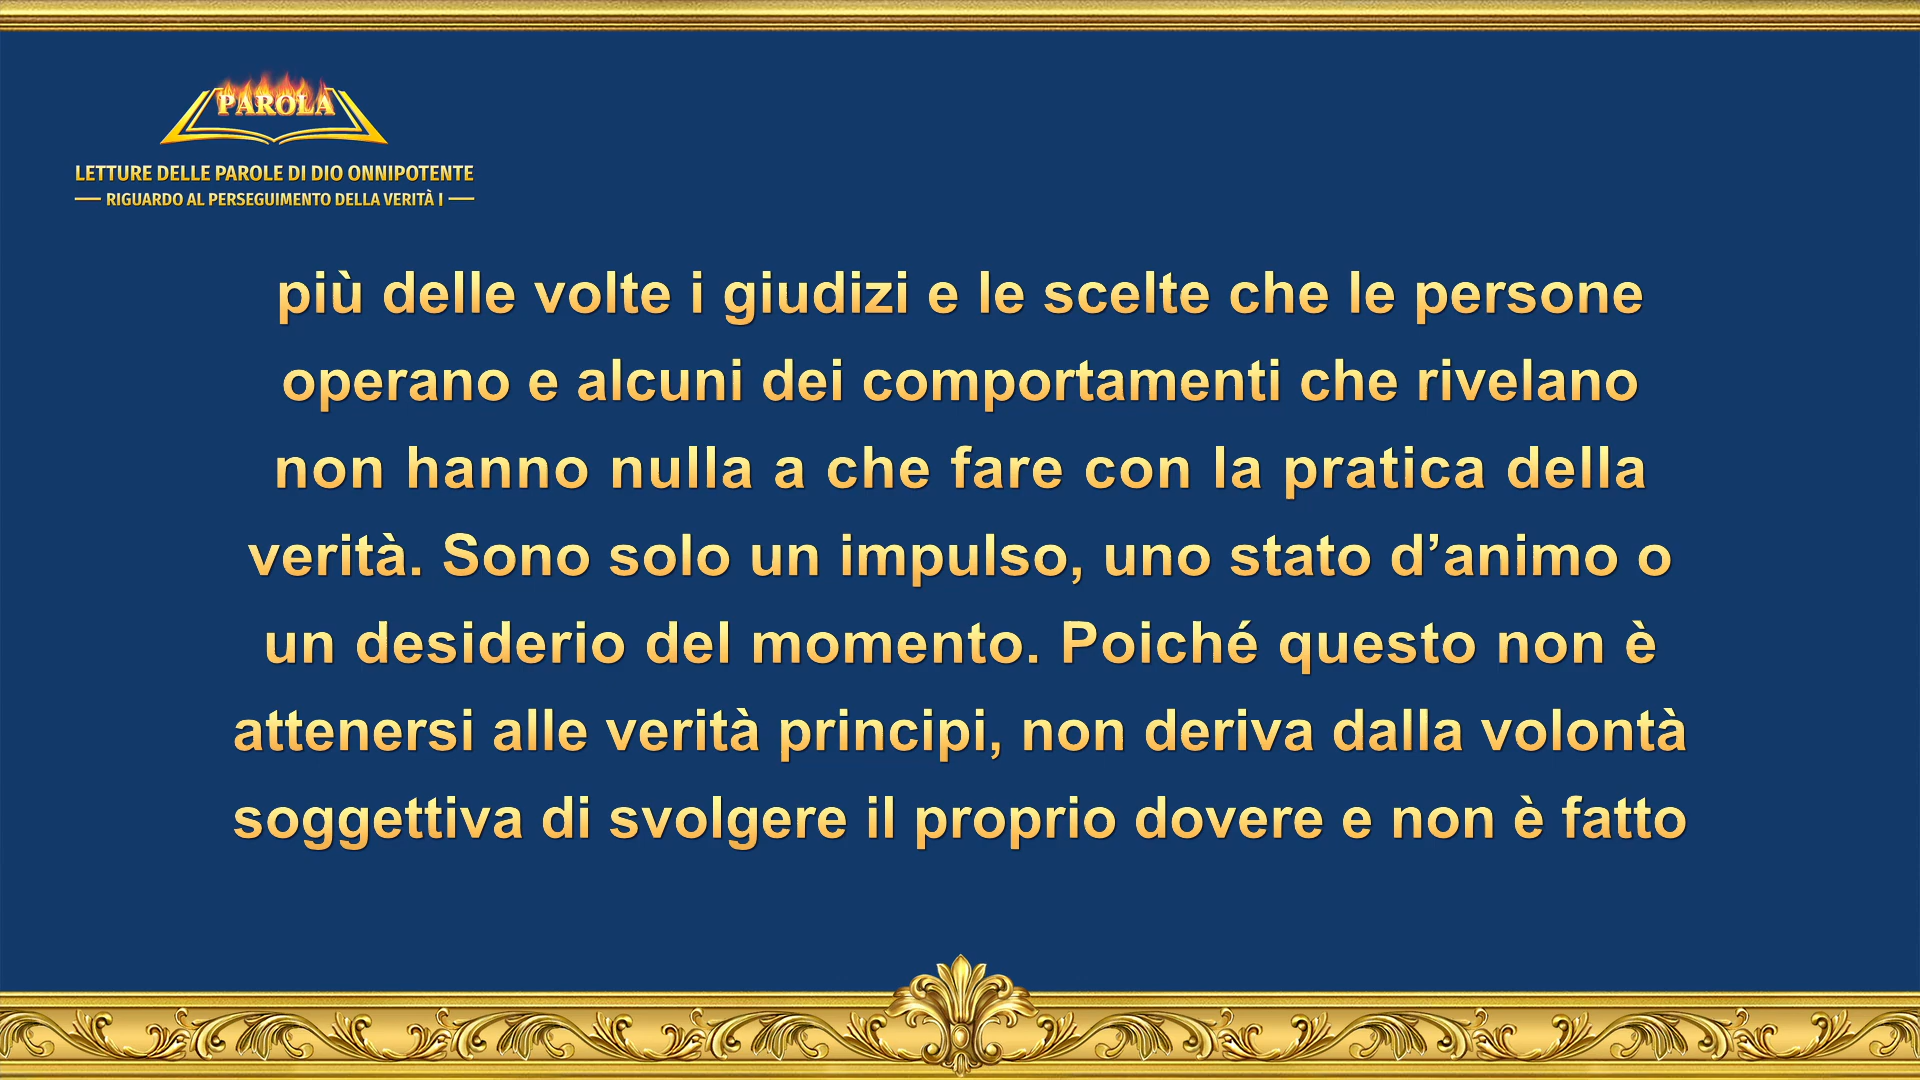 PAROLA
LETTURE DELLE PAROLE DI DIO ONNIPOTENTE
RIGUARDO AL PERSEGUIMENTO DELLA VERITÀ I
più delle volte i giudizi e le scelte che le persone
operano e alcuni dei comportamenti che rivelano
non hanno nulla a che fare con la pratica della
verità. Sono solo un impulso, uno stato d’animo o
un desiderio del momento. Poiché questo non è
attenersi alle verità principi, non deriva dalla volontà
soggettiva di svolgere il proprio dovere e non è fatto